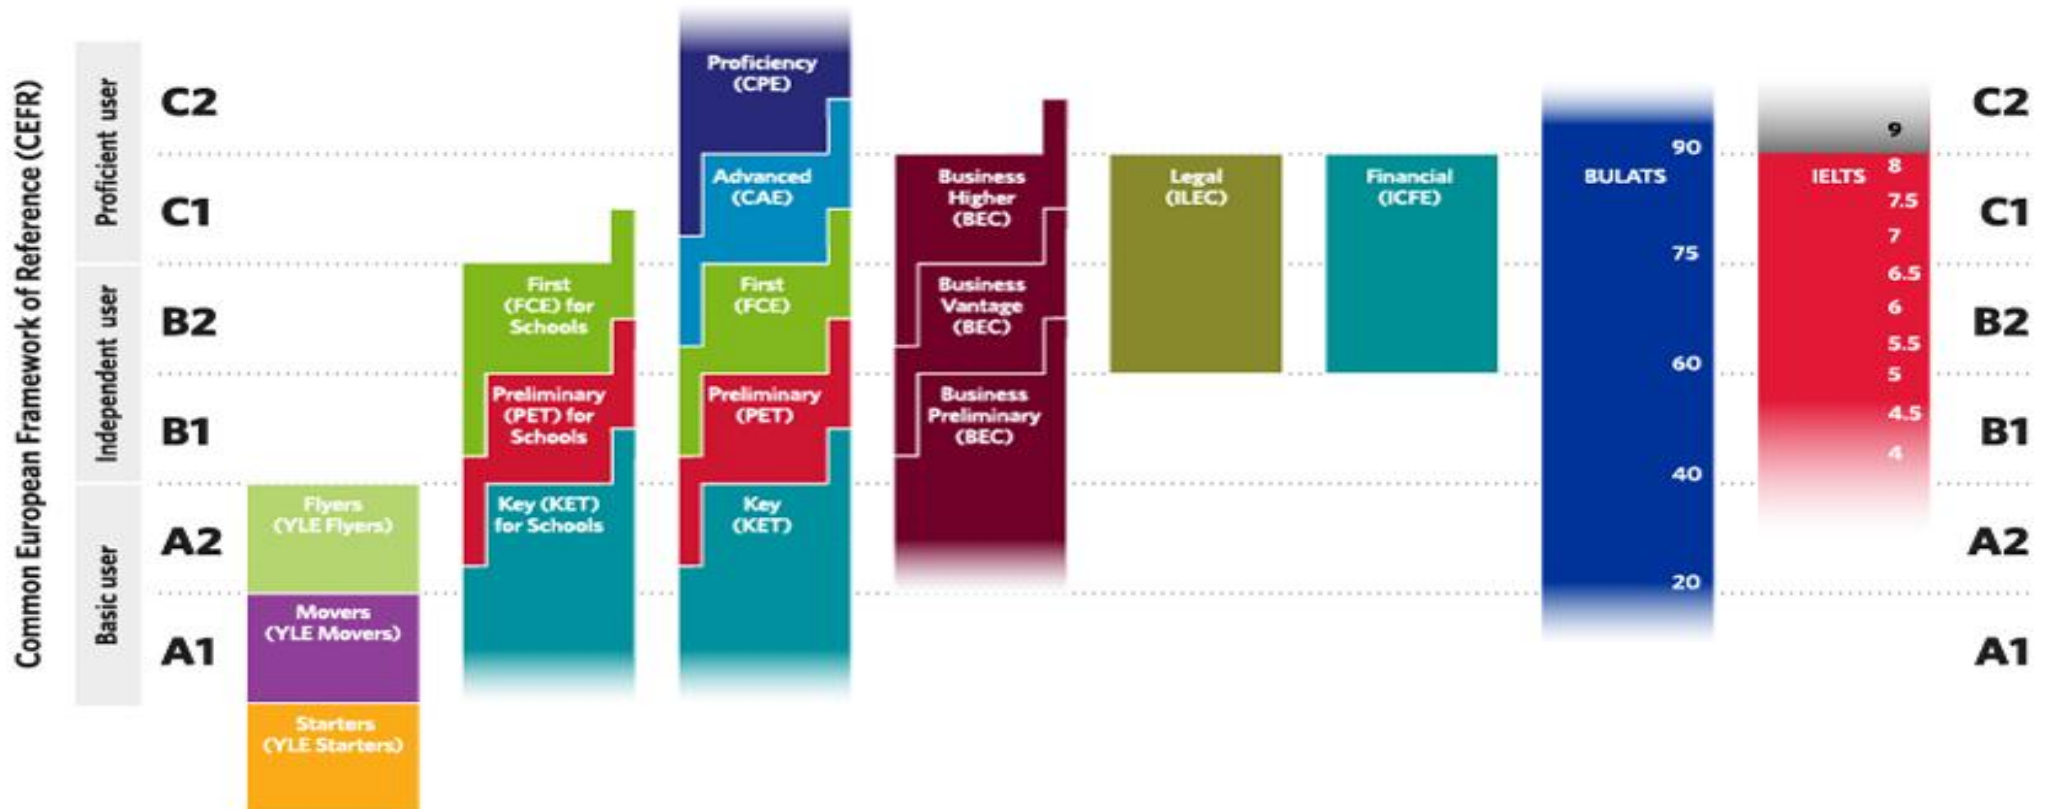 Common European Framework of Reference (CEFR)
Proficient user
Independent user
Basic user
C2
C1
B2
B1
A2
A1
Flyers
(YLE Flyers)
Movers
(YLE Movers)
Starters
(YLE Starters)
First
(FCE) for
Schools
Preliminary
(PET) for
Schools
Key (KET)
for Schools
Proficiency
(CPE)
Advanced
(CAE)
First
(FCE)
Preliminary
(PET)
Key
(KET)
Business
Higher
(BEC)
Business
Vantage
(BEC)
Business
Preliminary
(BEC)
Legal
(ILEC)
Financial
(ICFE)
BULATS
90
75
60
40
20
IELTS
9
8
7.5
7
6.5
6
5.5
5
4.5
4
C2
C1
B2
B1
A2
A1